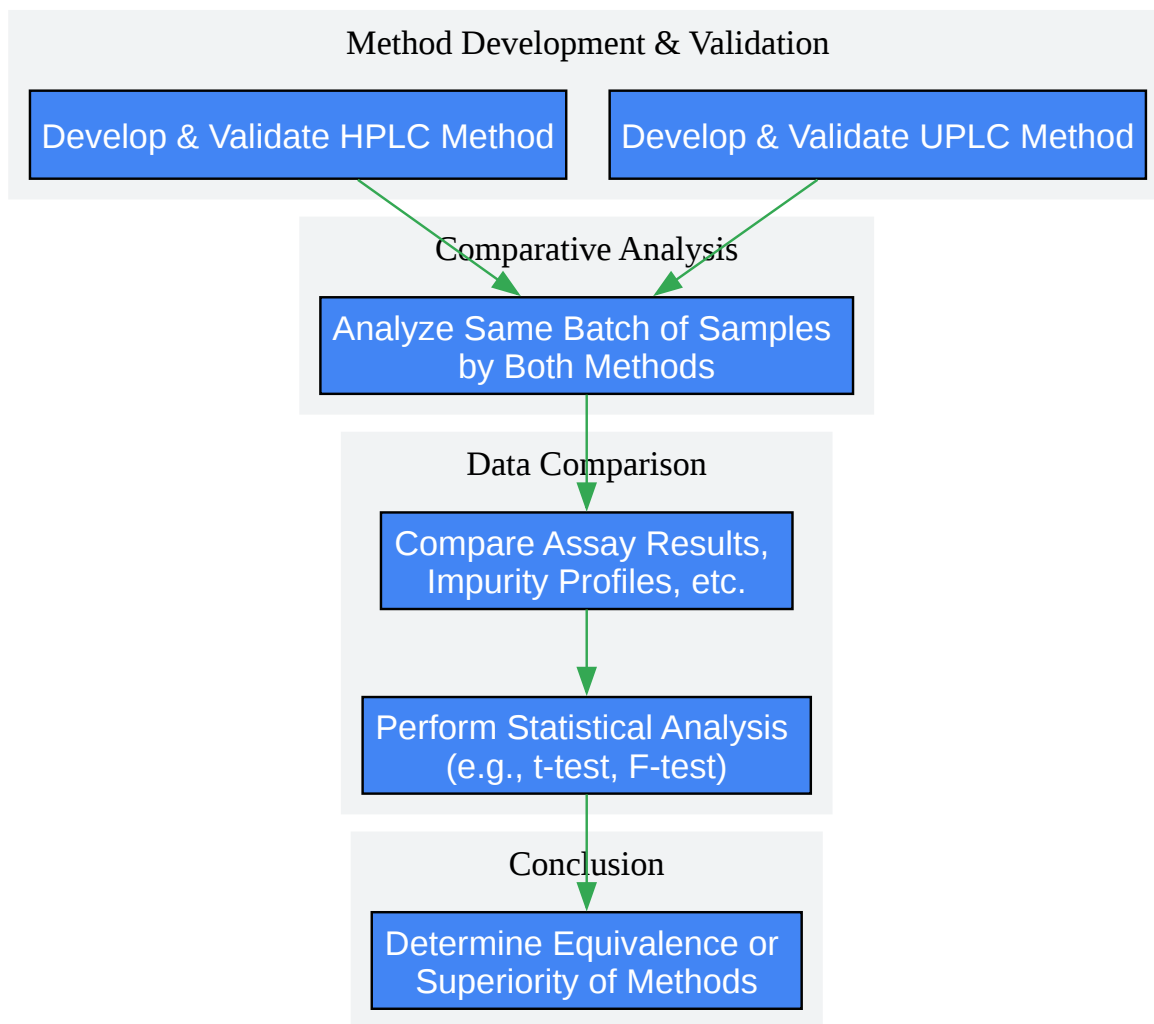 Method Development & Validation
Develop & Validate HPLC Method
Develop & Validate UPLC Method
Comparative Analysis
Analyze Same Batch of Samples
by Both Methods
Data Comparison
Compare Assay Results,
Impurity Profiles, etc.
Perform Statistical Analysis
(e.g., t-test, F-test)
Conclusion
Determine Equivalence or
Superiority of Methods